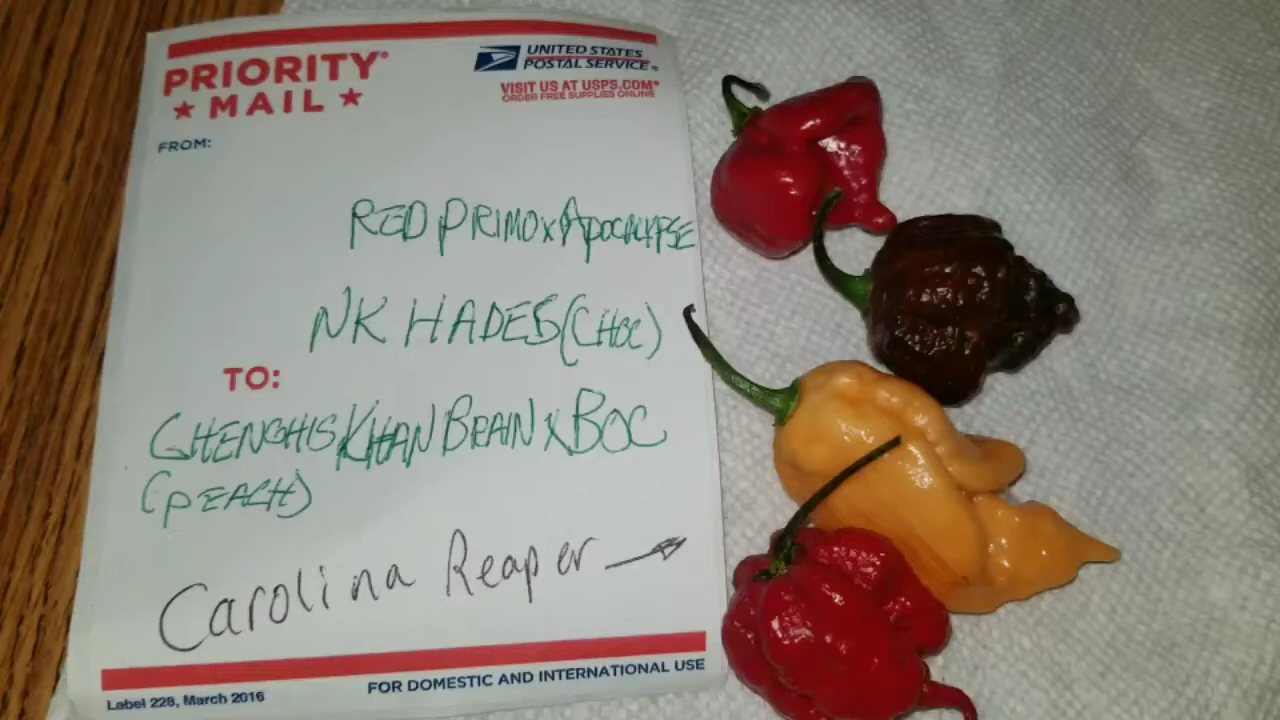 PRIORITY®
★ MAIL ★
UNITED STATES
POSTAL SERVICE®
VISIT US AT USPS.COM®
ORDER FREE SUPPLIES ONLINE
FROM:
RED PRIMO x APOCALYPSE
NK HADES (CHOC)
TO:
GHENGHIS KHAN BRAIN x BOC
(PEACH)
Carolina Reaper →
FOR DOMESTIC AND INTERNATIONAL USE
Label 228, March 2016